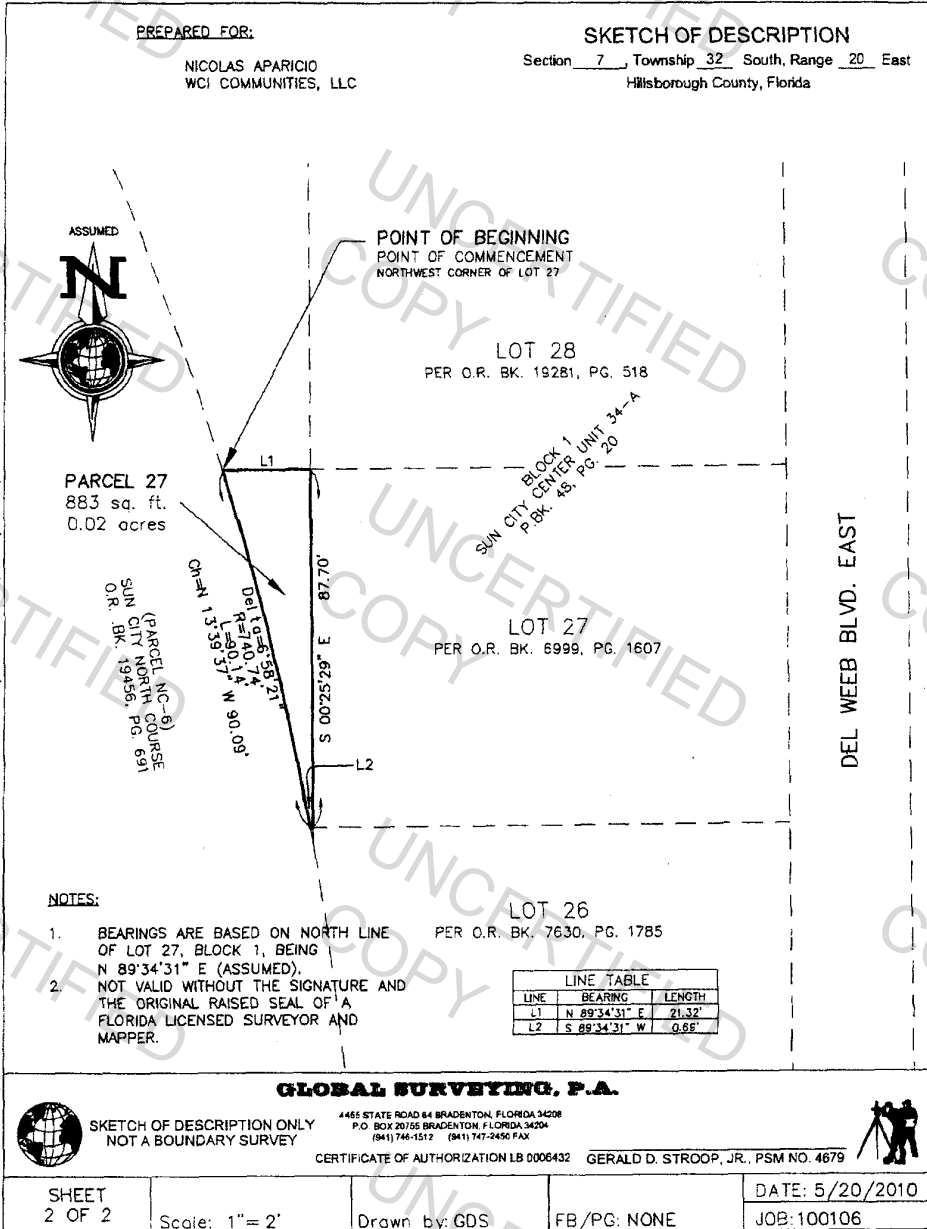 PREPARED FOR:
NICOLAS APARICIO
WCI COMMUNITIES, LLC
SKETCH OF DESCRIPTION
Section 7, Township 32 South, Range 20 East
Hillsborough County, Florida
ASSUMED
N
POINT OF BEGINNING
POINT OF COMMENCEMENT
NORTHWEST CORNER OF LOT 27
LOT 28
PER O.R. BK. 19281, PG. 518
BLOCK 1
SUN CITY CENTER UNIT 34-A
P.BK. 48, PG. 20
L1
PARCEL 27
883 sq. ft.
0.02 acres
Delta=6°58'21"
R=740.74'
L=90.14'
Ch=N 13°39'37" W 90.09'
S 00°25'29" E 87.70'
(PARCEL NC-6)
SUN CITY NORTH COURSE
O.R. BK. 19456, PG. 691
LOT 27
PER O.R. BK. 6999, PG. 1607
L2
DEL WEEB BLVD. EAST
LOT 26
PER O.R. BK. 7630, PG. 1785
NOTES:
1. BEARINGS ARE BASED ON NORTH LINE
OF LOT 27, BLOCK 1, BEING
N 89°34'31" E (ASSUMED).
2. NOT VALID WITHOUT THE SIGNATURE AND
THE ORIGINAL RAISED SEAL OF A
FLORIDA LICENSED SURVEYOR AND
MAPPER.
LINE TABLE
LINE BEARING LENGTH
L1 N 89°34'31" E 21.32'
L2 S 89°34'31" W 0.66'
GLOBAL SURVEYING, P.A.
SKETCH OF DESCRIPTION ONLY
NOT A BOUNDARY SURVEY
4466 STATE ROAD 64 BRADENTON, FLORIDA 34208
P.O. BOX 20755 BRADENTON, FLORIDA 34204
(941) 746-1512 (941) 747-2450 FAX
CERTIFICATE OF AUTHORIZATION LB 0006432
GERALD D. STROOP, JR., PSM NO. 4679
SHEET
2 OF 2
Scale: 1"= 2'
Drawn by: GDS
FB/PG: NONE
DATE: 5/20/2010
JOB: 100106
UNCERTIFIED
COPY
UNCERTIFIED
COPY
UNCERTIFIED
COPY